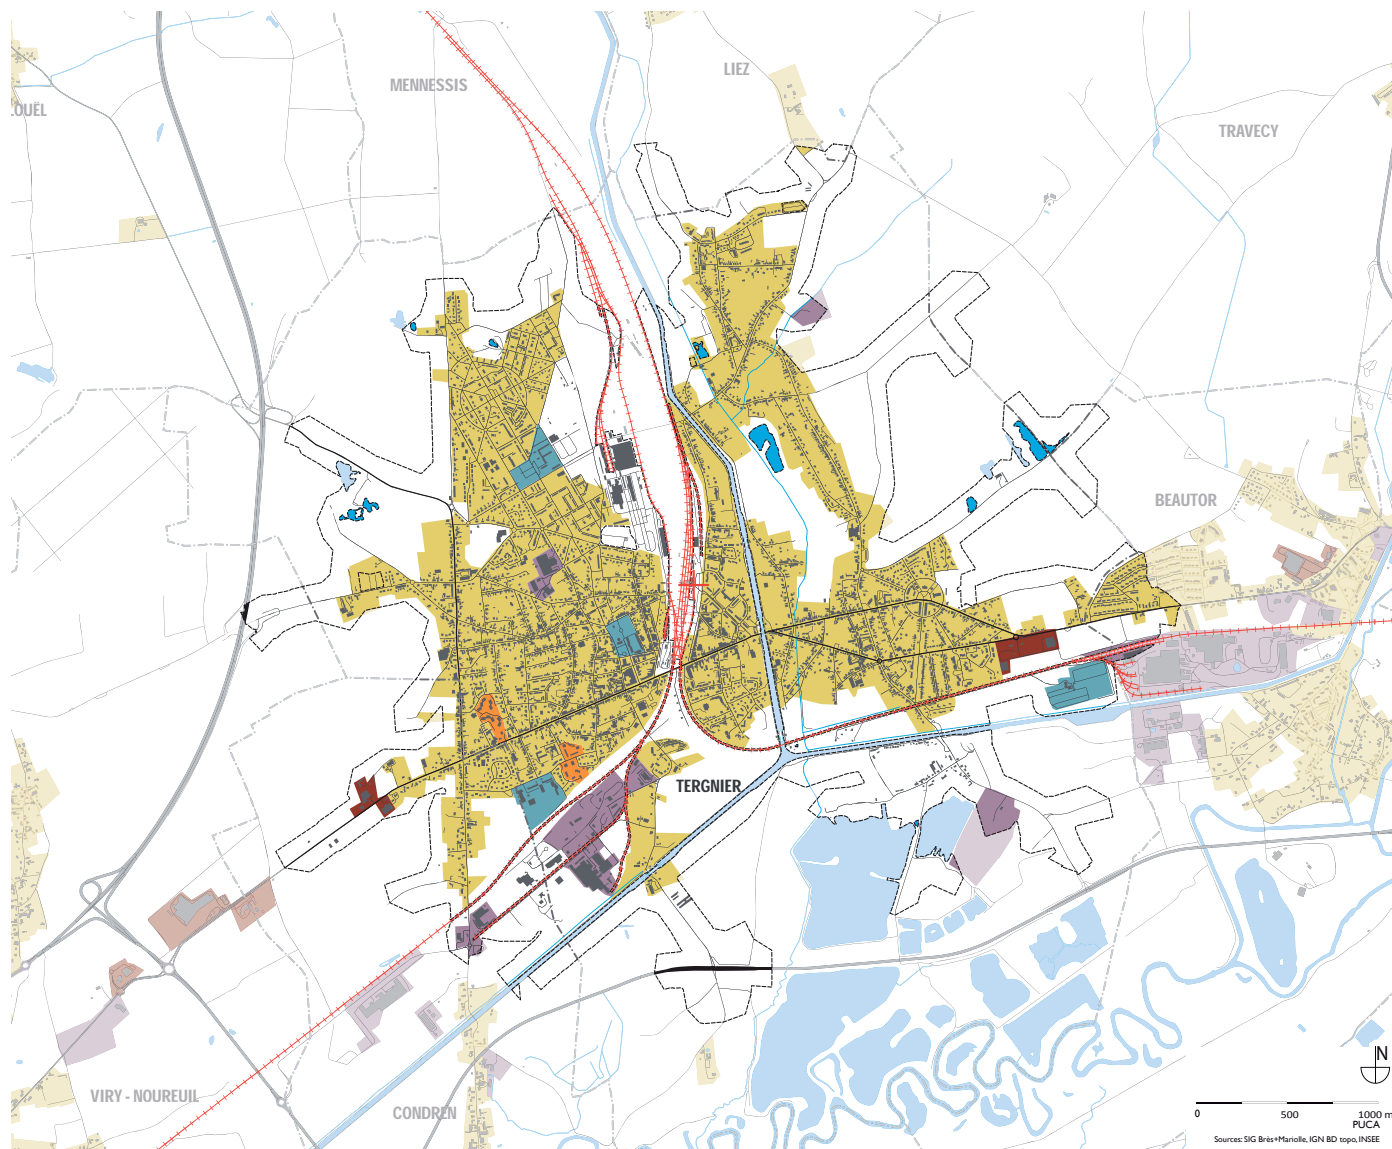 LIEZ
MENNESSIS
OUËL
TRAVECY
BEAUTOR
TERGNIER
VIRY - NOUREUIL
CONDREN
N
0 500 1000 m
PUCA
Sources: SIG Brès+Mariolle, IGN BD topo, INSEE